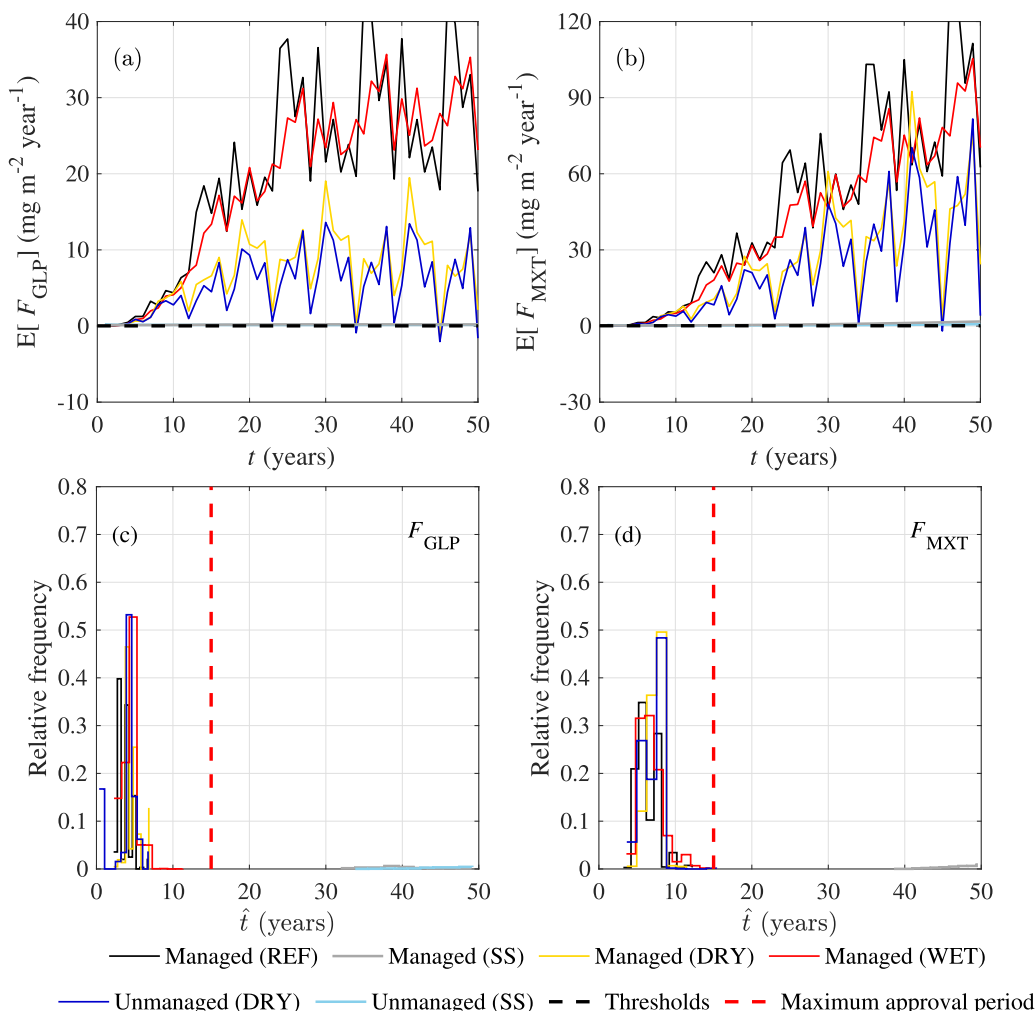 40
30
20
10
0
-10
0 10 20 30 40 50
t (years)
E[ F_GLP] (mg m^-2 year^-1)
(a)
120
90
60
30
0
-30
0 10 20 30 40 50
t (years)
E[ F_MXT] (mg m^-2 year^-1)
(b)
0.8
0.7
0.6
0.5
0.4
0.3
0.2
0.1
0
0 10 20 30 40 50
t̂ (years)
Relative frequency
(c)
F_GLP
0.8
0.7
0.6
0.5
0.4
0.3
0.2
0.1
0
0 10 20 30 40 50
t̂ (years)
Relative frequency
(d)
F_MXT
Managed (REF) Managed (SS) Managed (DRY) Managed (WET)
Unmanaged (DRY) Unmanaged (SS) Thresholds Maximum approval period